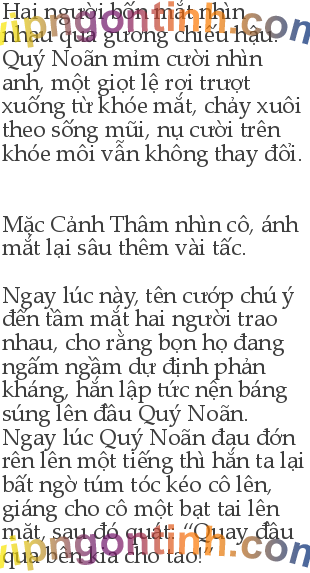 Hai người bốn mắt nhìn
nhau qua gương chiếu hậu.
Quý Noãn mỉm cười nhìn
anh, một giọt lệ rơi trượt
xuống từ khóe mắt, chảy xuôi
theo sống mũi, nụ cười trên
khóe môi vẫn không thay đổi.
Mặc Cảnh Thâm nhìn cô, ánh
mắt lại sâu thêm vài tấc.
Ngay lúc này, tên cướp chú ý
đến tầm mắt hai người trao
nhau, cho rằng bọn họ đang
ngấm ngầm dự định phản
kháng, hắn lập tức nện báng
súng lên đầu Quý Noãn.
Ngay lúc Quý Noãn đau đớn
rên lên một tiếng thì hắn ta lại
bất ngờ túm tóc kéo cô lên,
giáng cho cô một bạt tai lên
mặt, sau đó quát: “Quay đầu
qua bên kia cho tao!”
vipngontinh.com
vipngontinh.com